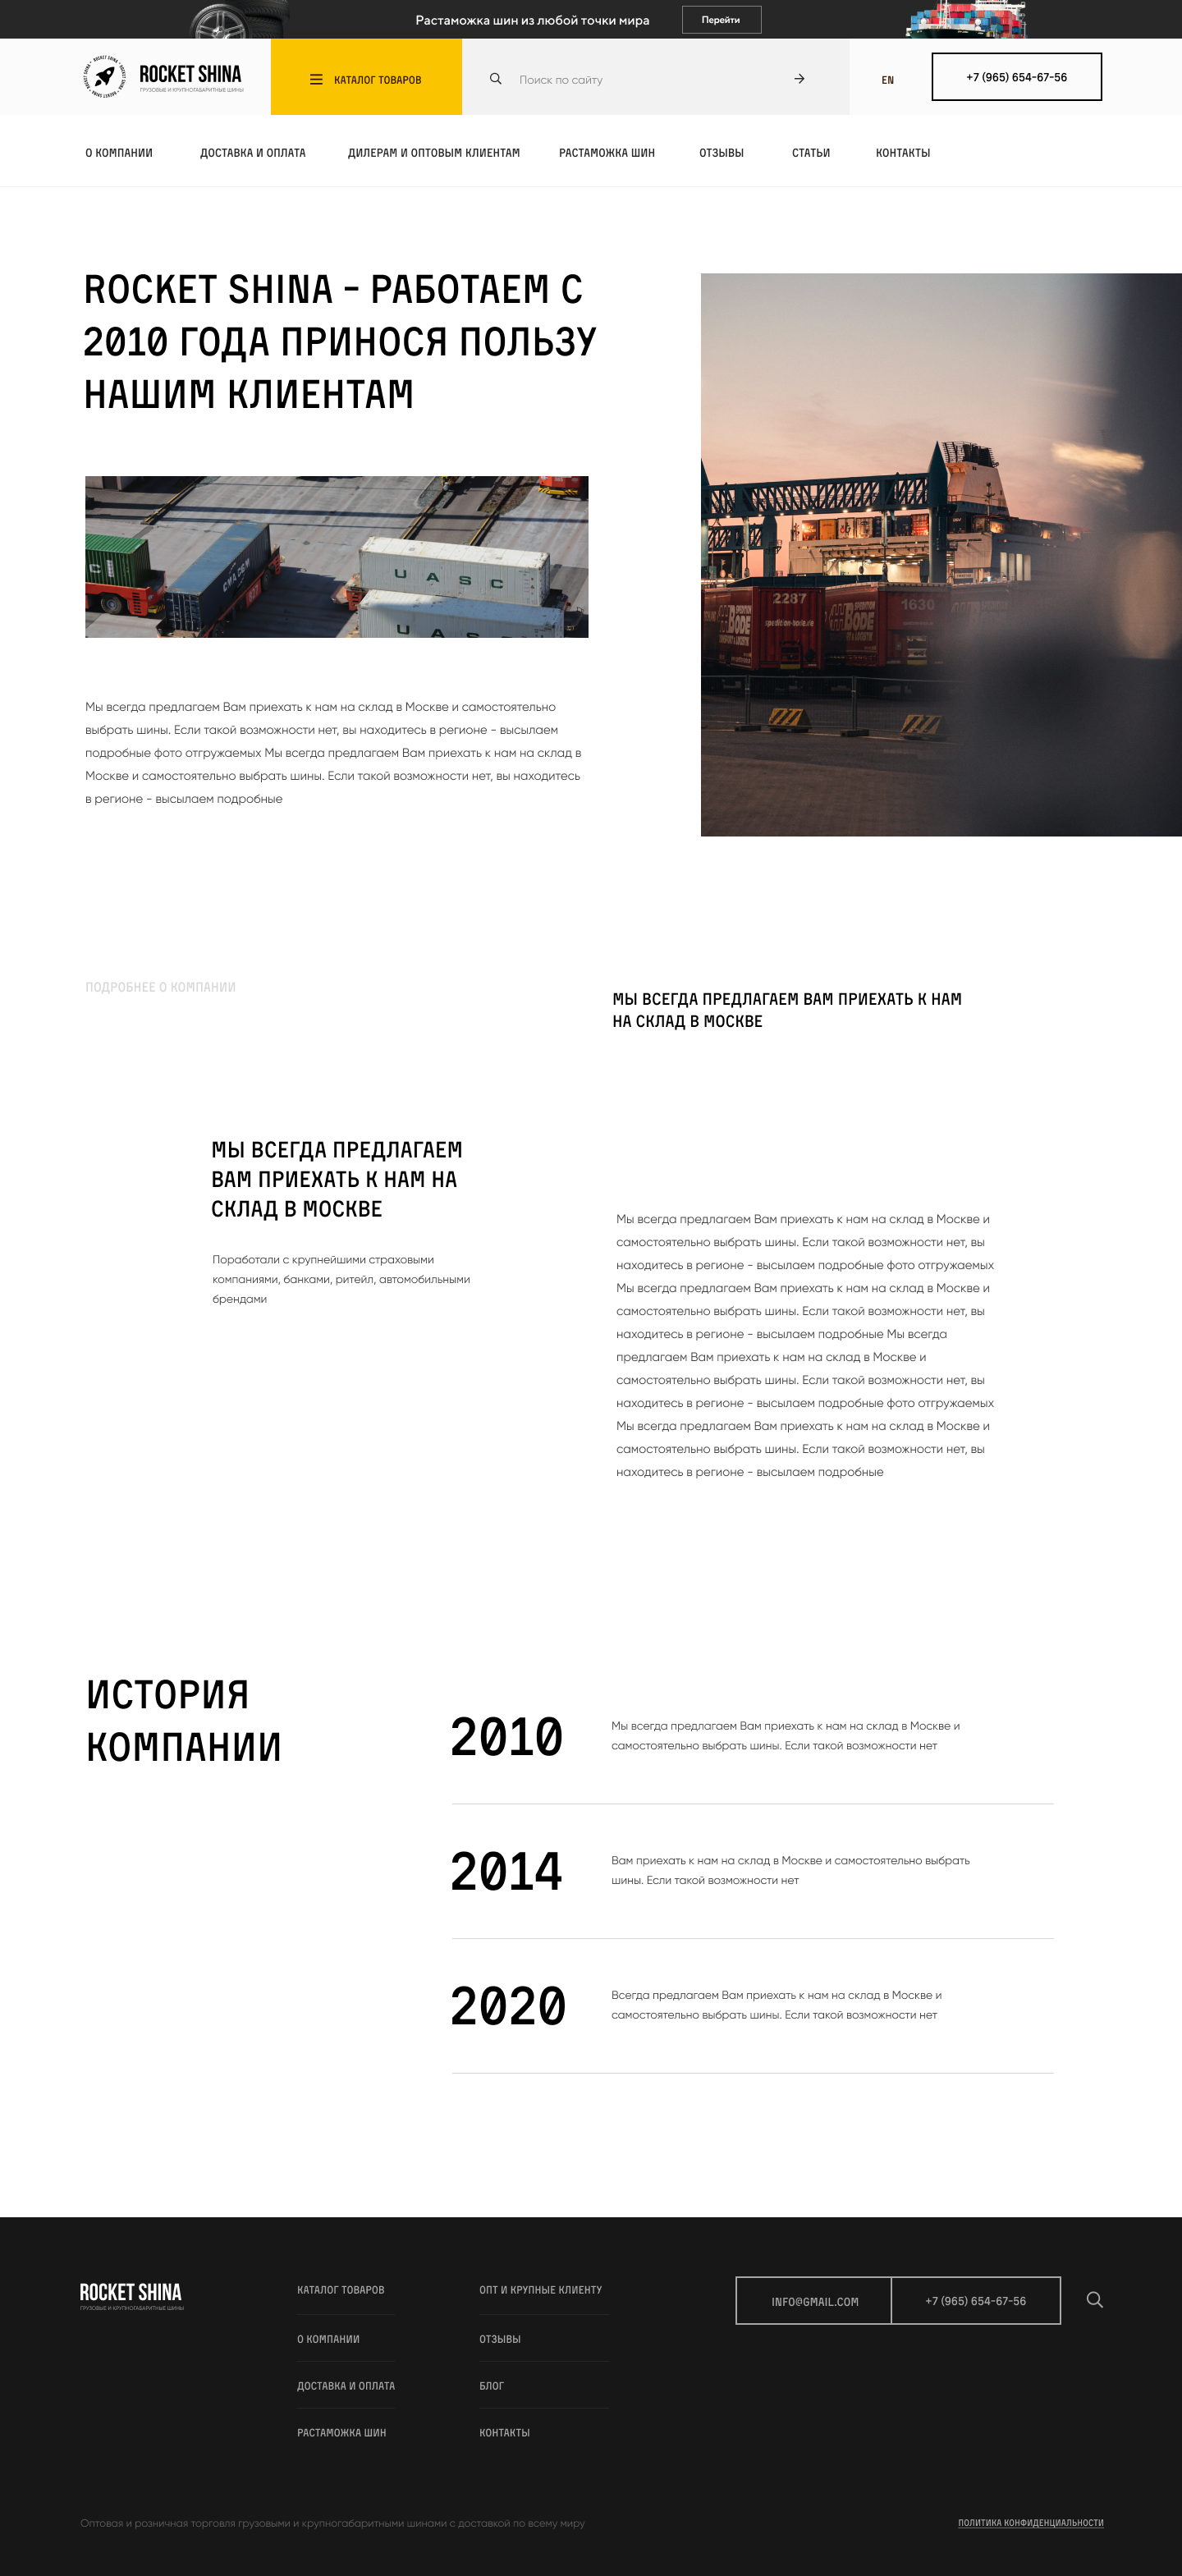 Растаможка шин из любой точки мира
Перейти
ROCKET SHINA
ГРУЗОВЫЕ И КРУПНОГАБАРИТНЫЕ ШИНЫ
КАТАЛОГ ТОВАРОВ
Поиск по сайту
EN
+7 (965) 654-67-56
О КОМПАНИИ
ДОСТАВКА И ОПЛАТА
ДИЛЕРАМ И ОПТОВЫМ КЛИЕНТАМ
РАСТАМОЖКА ШИН
ОТЗЫВЫ
СТАТЬИ
КОНТАКТЫ
ROCKET SHINA – РАБОТАЕМ С
2010 ГОДА ПРИНОСЯ ПОЛЬЗУ
НАШИМ КЛИЕНТАМ
UASC
UASC
2287
1630
BODE
BODE
Мы всегда предлагаем Вам приехать к нам на склад в Москве и самостоятельно
выбрать шины. Если такой возможности нет, вы находитесь в регионе - высылаем
подробные фото отгружаемых Мы всегда предлагаем Вам приехать к нам на склад в
Москве и самостоятельно выбрать шины. Если такой возможности нет, вы находитесь
в регионе - высылаем подробные
ПОДРОБНЕЕ О КОМПАНИИ
МЫ ВСЕГДА ПРЕДЛАГАЕМ ВАМ ПРИЕХАТЬ К НАМ
НА СКЛАД В МОСКВЕ
МЫ ВСЕГДА ПРЕДЛАГАЕМ
ВАМ ПРИЕХАТЬ К НАМ НА
СКЛАД В МОСКВЕ
Поработали с крупнейшими страховыми
компаниями, банками, ритейл, автомобильными
брендами
Мы всегда предлагаем Вам приехать к нам на склад в Москве и
самостоятельно выбрать шины. Если такой возможности нет, вы
находитесь в регионе - высылаем подробные фото отгружаемых
Мы всегда предлагаем Вам приехать к нам на склад в Москве и
самостоятельно выбрать шины. Если такой возможности нет, вы
находитесь в регионе - высылаем подробные Мы всегда
предлагаем Вам приехать к нам на склад в Москве и
самостоятельно выбрать шины. Если такой возможности нет, вы
находитесь в регионе - высылаем подробные фото отгружаемых
Мы всегда предлагаем Вам приехать к нам на склад в Москве и
самостоятельно выбрать шины. Если такой возможности нет, вы
находитесь в регионе - высылаем подробные
ИСТОРИЯ
КОМПАНИИ
2010
Мы всегда предлагаем Вам приехать к нам на склад в Москве и
самостоятельно выбрать шины. Если такой возможности нет
2014
Вам приехать к нам на склад в Москве и самостоятельно выбрать
шины. Если такой возможности нет
2020
Всегда предлагаем Вам приехать к нам на склад в Москве и
самостоятельно выбрать шины. Если такой возможности нет
ROCKET SHINA
ГРУЗОВЫЕ И КРУПНОГАБАРИТНЫЕ ШИНЫ
КАТАЛОГ ТОВАРОВ
О КОМПАНИИ
ДОСТАВКА И ОПЛАТА
РАСТАМОЖКА ШИН
ОПТ И КРУПНЫЕ КЛИЕНТУ
ОТЗЫВЫ
БЛОГ
КОНТАКТЫ
INFO@GMAIL.COM
+7 (965) 654-67-56
Оптовая и розничная торговля грузовыми и крупногабаритными шинами с доставкой по всему миру
ПОЛИТИКА КОНФИДЕНЦИАЛЬНОСТИ